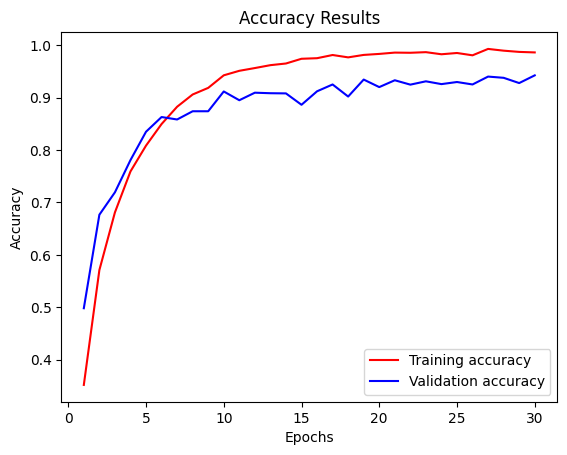 Accuracy Results
1.0
0.9
0.8
0.7
0.6
0.5
0.4
Accuracy
Training accuracy
Validation accuracy
0 5 10 15 20 25 30
Epochs